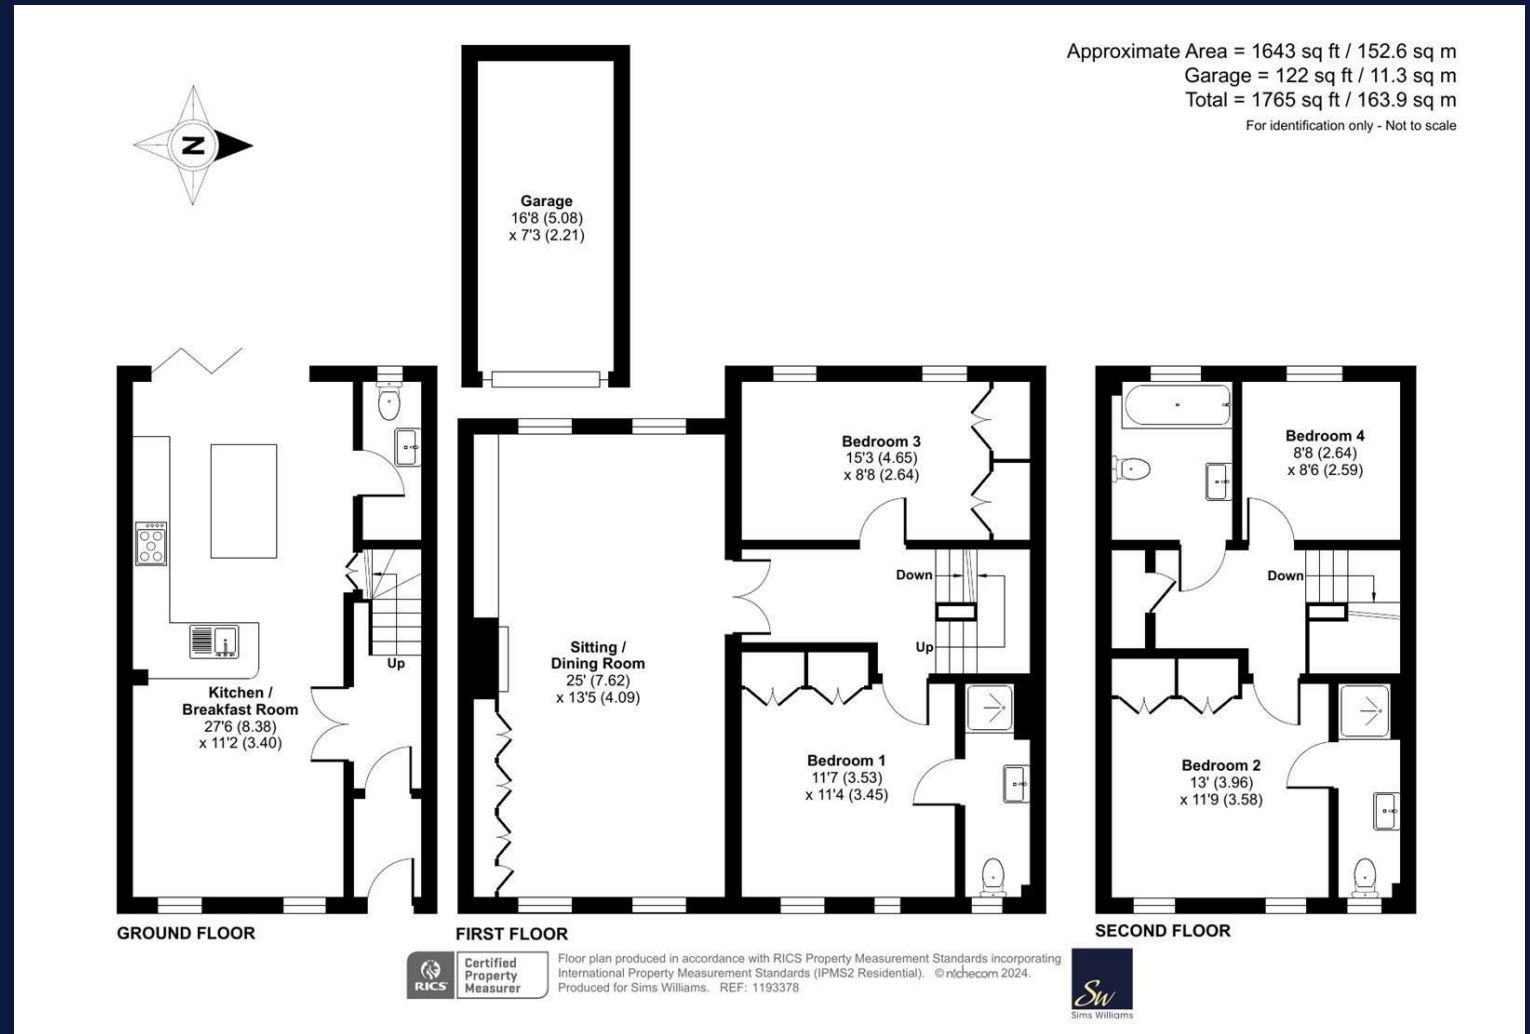 Approximate Area = 1643 sq ft / 152.6 sq m
Garage = 122 sq ft / 11.3 sq m
Total = 1765 sq ft / 163.9 sq m
For identification only - Not to scale
N
Garage
16'8 (5.08)
x 7'3 (2.21)
Kitchen /
Breakfast Room
27'6 (8.38)
x 11'2 (3.40)
Up
GROUND FLOOR
Sitting /
Dining Room
25' (7.62)
x 13'5 (4.09)
Bedroom 3
15'3 (4.65)
x 8'8 (2.64)
Down
Up
Bedroom 1
11'7 (3.53)
x 11'4 (3.45)
FIRST FLOOR
Bedroom 4
8'8 (2.64)
x 8'6 (2.59)
Down
Bedroom 2
13' (3.96)
x 11'9 (3.58)
SECOND FLOOR
RICS
Certified
Property
Measurer
Floor plan produced in accordance with RICS Property Measurement Standards incorporating
International Property Measurement Standards (IPMS2 Residential). © nichecom 2024.
Produced for Sims Williams. REF: 1193378
Sw
Sims Williams